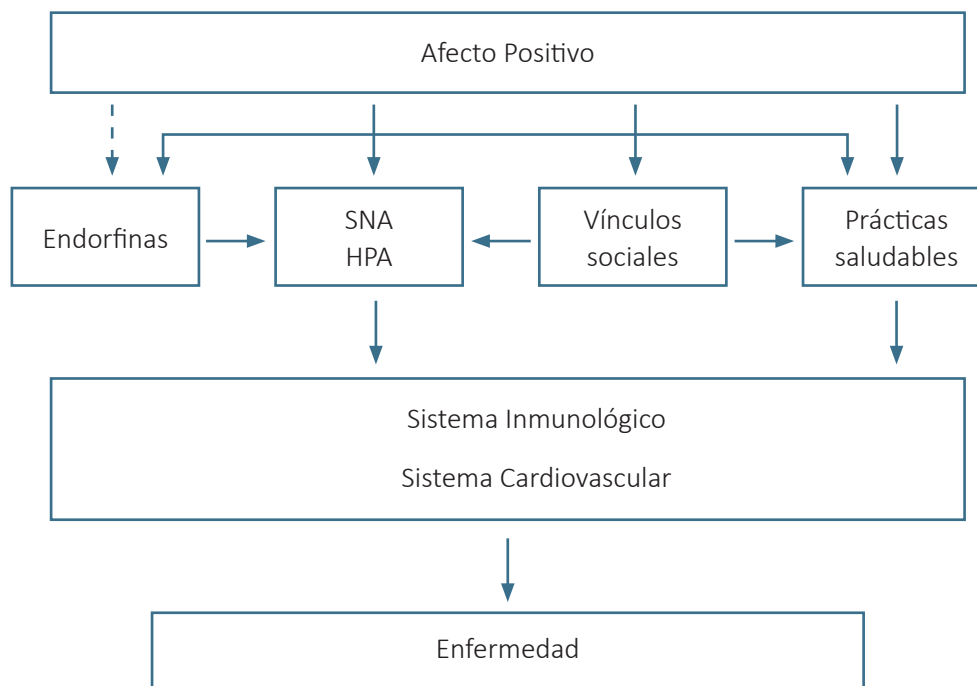 Afecto Positivo
Endorfinas
SNA
HPA
Vínculos
sociales
Prácticas
saludables
Sistema Inmunológico
Sistema Cardiovascular
Enfermedad